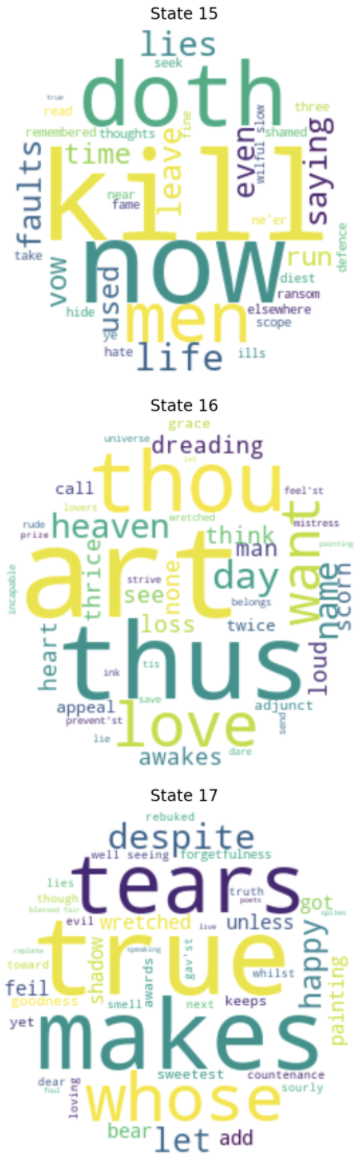 State 15
lies
seek
doth
true
read
three
remembered thoughts
fine
shamed
time
leave
even
wilful slow
saying
faults
kill
near
fame
ne'er
take
now
run
defence
vow
used
diest
ransom
hide
men
elsewhere
scope
ye
hate
life
ills
State 16
grace
universe
dreading
let
thou
call
feel'st
lovers
wretched
mistress
rude
heaven
think
want
prize
man
painting
art
thrice
see
none
strive
day
name
scorn
incapable
belongs
loss
twice
loud
heart
thus
ink
tis
save
adjunct
appeal
love
send
prevent'st
lie
dare
awakes
State 17
rebuked
despite
well seeing
forgetfulness
tears
lies
truth
though
poets
got
blessed fair
spites
evil
wretched
live
unless
happy
true
replete
speaking
toward
shadow
gav'st
feil
awards
whilst
painting
goodness
smell
next
keeps
yet
makes
sweetest
countenance
dear
loving
sourly
foul
whose
bear
let
add